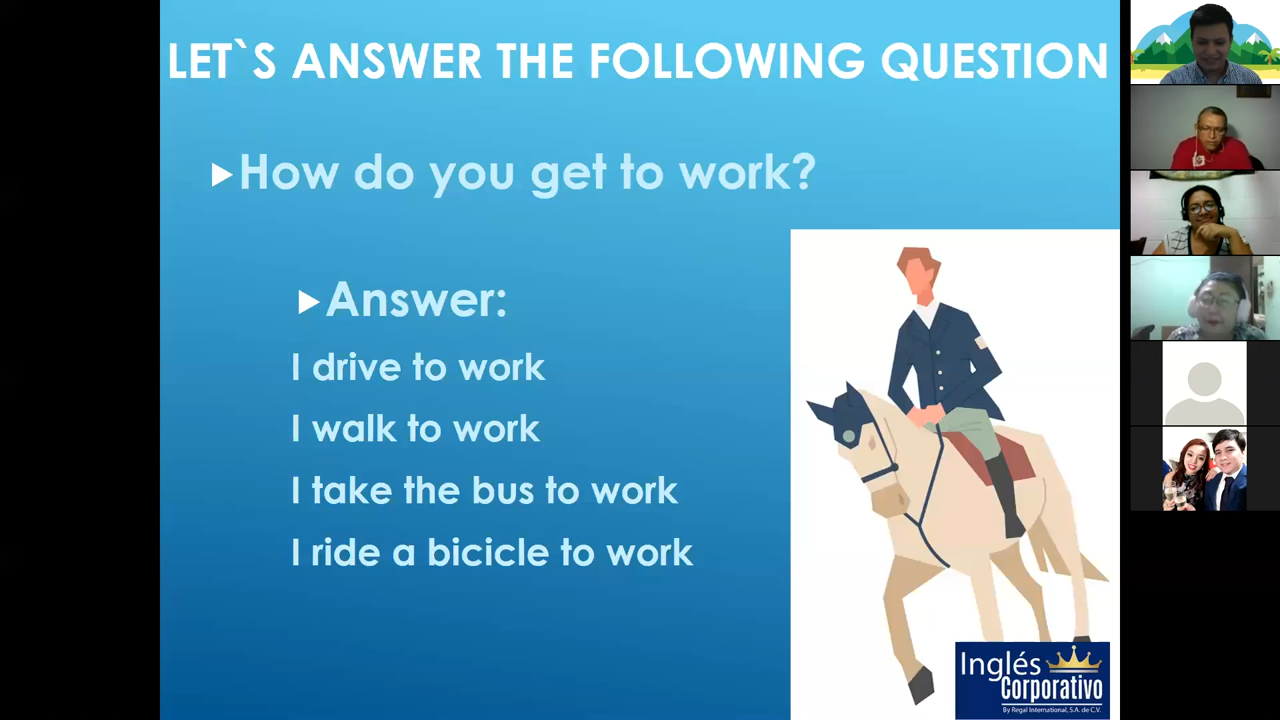 LET`S ANSWER THE FOLLOWING QUESTION
How do you get to work?
Answer:
I drive to work
I walk to work
I take the bus to work
I ride a bicicle to work
Inglés
Corporativo
By Regal International, S.A. de C.V.